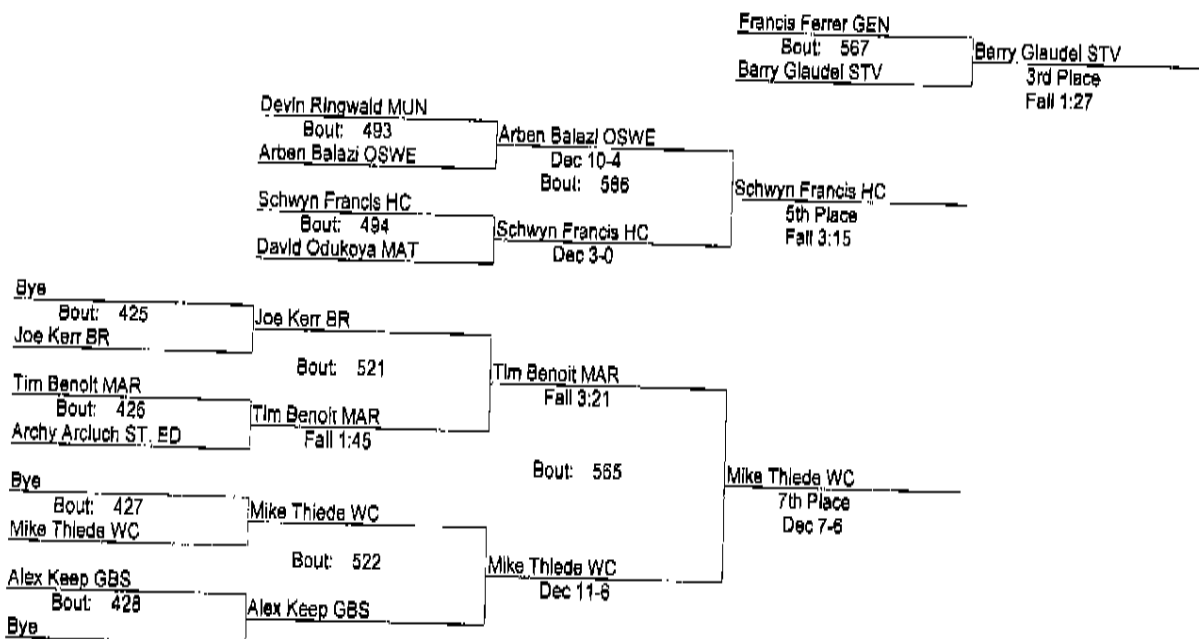 Francis Ferrer GEN
Bout: 567
Barry Glaudel STV
Barry Glaudel STV
3rd Place
Fall 1:27
Devin Ringwald MUN
Bout: 493
Arben Balazi OSWE
Arben Balazi OSWE
Dec 10-4
Bout: 566
Schwyn Francis HC
Bout: 494
David Odukoya MAT
Schwyn Francis HC
Dec 3-0
Schwyn Francis HC
5th Place
Fall 3:15
Bye
Bout: 425
Joe Kerr BR
Joe Kerr BR
Bout: 521
Tim Benoit MAR
Bout: 426
Archy Arciuch ST. ED
Tim Benoit MAR
Fall 1:45
Tim Benoit MAR
Fall 3:21
Bout: 565
Bye
Bout: 427
Mike Thiede WC
Mike Thiede WC
Bout: 522
Alex Keep GBS
Bout: 428
Bye
Alex Keep GBS
Mike Thiede WC
Dec 11-6
Mike Thiede WC
7th Place
Dec 7-6